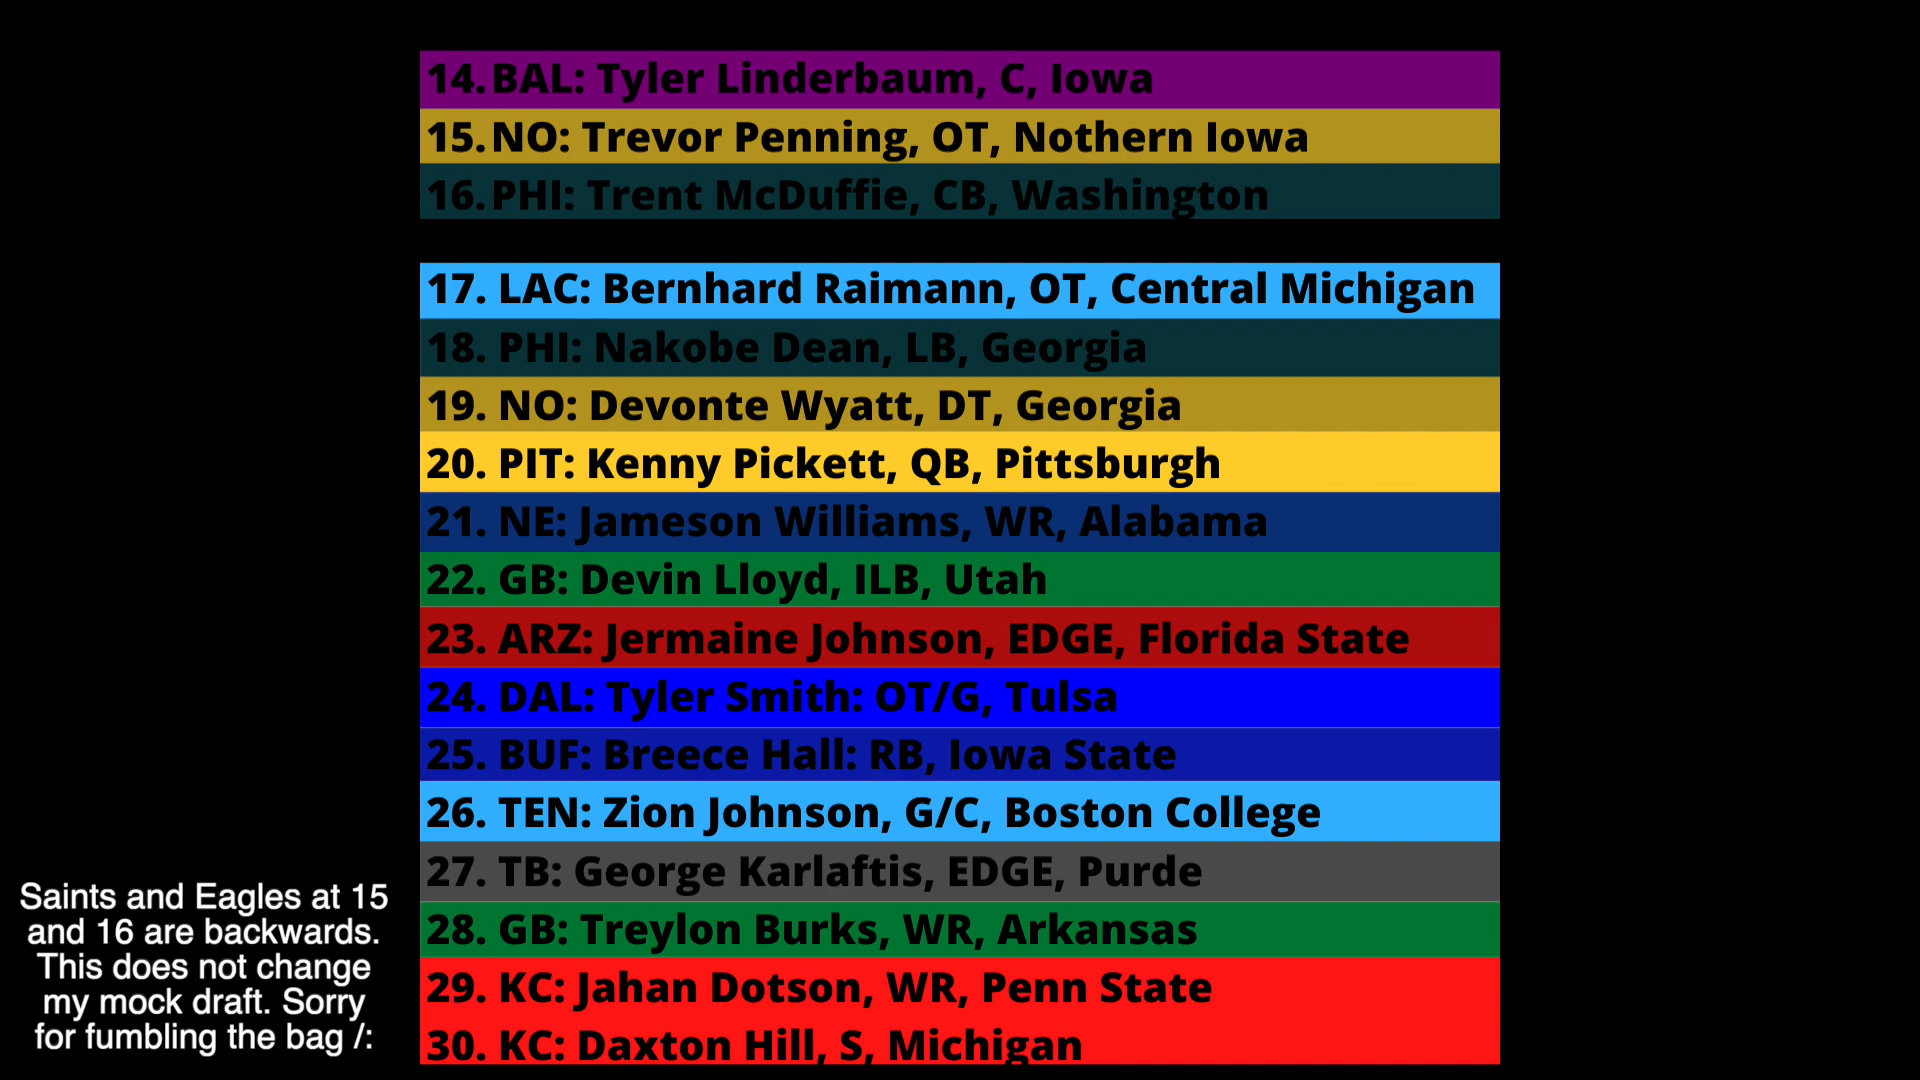 14. BAL: Tyler Linderbaum, C, Iowa
15. NO: Trevor Penning, OT, Nothern Iowa
16. PHI: Trent McDuffie, CB, Washington
17. LAC: Bernhard Raimann, OT, Central Michigan
18. PHI: Nakobe Dean, LB, Georgia
19. NO: Devonte Wyatt, DT, Georgia
20. PIT: Kenny Pickett, QB, Pittsburgh
21. NE: Jameson Williams, WR, Alabama
22. GB: Devin Lloyd, ILB, Utah
23. ARZ: Jermaine Johnson, EDGE, Florida State
24. DAL: Tyler Smith: OT/G, Tulsa
25. BUF: Breece Hall: RB, Iowa State
26. TEN: Zion Johnson, G/C, Boston College
27. TB: George Karlaftis, EDGE, Purde
28. GB: Treylon Burks, WR, Arkansas
29. KC: Jahan Dotson, WR, Penn State
30. KC: Daxton Hill, S, Michigan
Saints and Eagles at 15
and 16 are backwards.
This does not change
my mock draft. Sorry
for fumbling the bag /: